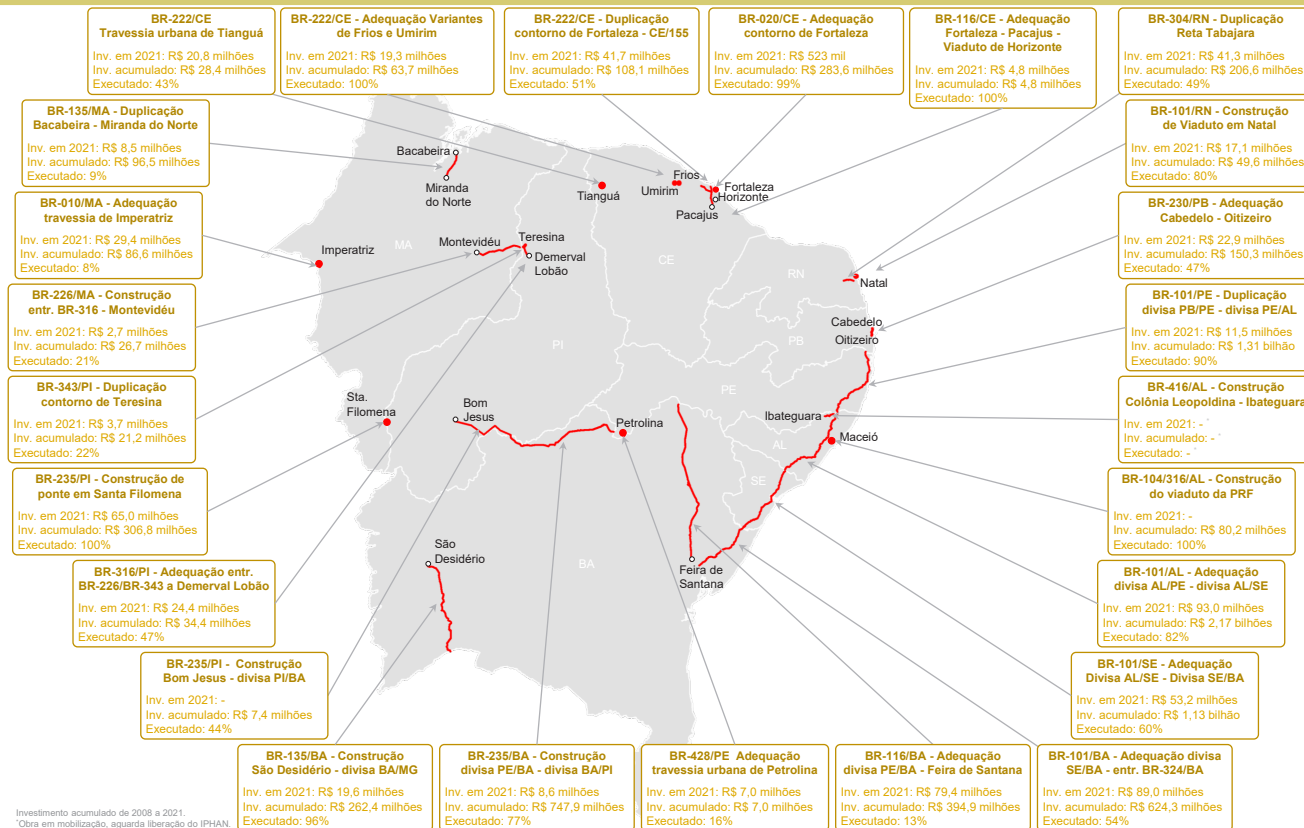 BR-222/CE
Travessia urbana de Tianguá
Inv. em 2021: R$ 20,8 milhões
Inv. acumulado: R$ 28,4 milhões
Executado: 43%
BR-222/CE - Adequação Variantes
de Frios e Umirim
Inv. em 2021: R$ 19,3 milhões
Inv. acumulado: R$ 63,7 milhões
Executado: 100%
BR-222/CE - Duplicação
contorno de Fortaleza - CE/155
Inv. em 2021: R$ 41,7 milhões
Inv. acumulado: R$ 108,1 milhões
Executado: 51%
BR-020/CE - Adequação
contorno de Fortaleza
Inv. em 2021: R$ 523 mil
Inv. acumulado: R$ 283,6 milhões
Executado: 99%
BR-116/CE - Adequação
Fortaleza - Pacajus -
Viaduto de Horizonte
Inv. em 2021: R$ 4,8 milhões
Inv. acumulado: R$ 4,8 milhões
Executado: 100%
BR-304/RN - Duplicação
Reta Tabajara
Inv. em 2021: R$ 41,3 milhões
Inv. acumulado: R$ 206,6 milhões
Executado: 49%
BR-135/MA - Duplicação
Bacabeira - Miranda do Norte
Inv. em 2021: R$ 8,5 milhões
Inv. acumulado: R$ 96,5 milhões
Executado: 9%
BR-101/RN - Construção
de Viaduto em Natal
Inv. em 2021: R$ 17,1 milhões
Inv. acumulado: R$ 49,6 milhões
Executado: 80%
BR-010/MA - Adequação
travessia de Imperatriz
Inv. em 2021: R$ 29,4 milhões
Inv. acumulado: R$ 86,6 milhões
Executado: 8%
BR-230/PB - Adequação
Cabedelo - Oitizeiro
Inv. em 2021: R$ 22,9 milhões
Inv. acumulado: R$ 150,3 milhões
Executado: 47%
BR-226/MA - Construção
entr. BR-316 - Montevidéu
Inv. em 2021: R$ 2,7 milhões
Inv. acumulado: R$ 26,7 milhões
Executado: 21%
BR-101/PE - Duplicação
divisa PB/PE - divisa PE/AL
Inv. em 2021: R$ 11,5 milhões
Inv. acumulado: R$ 1,31 bilhão
Executado: 90%
BR-343/PI - Duplicação
contorno de Teresina
Inv. em 2021: R$ 3,7 milhões
Inv. acumulado: R$ 21,2 milhões
Executado: 22%
BR-416/AL - Construção
Colônia Leopoldina - Ibateguara
Inv. em 2021: - *
Inv. acumulado: - *
Executado: - *
BR-235/PI - Construção de
ponte em Santa Filomena
Inv. em 2021: R$ 65,0 milhões
Inv. acumulado: R$ 306,8 milhões
Executado: 100%
BR-104/316/AL - Construção
do viaduto da PRF
Inv. em 2021: -
Inv. acumulado: R$ 80,2 milhões
Executado: 100%
BR-316/PI - Adequação entr.
BR-226/BR-343 a Demerval Lobão
Inv. em 2021: R$ 24,4 milhões
Inv. acumulado: R$ 34,4 milhões
Executado: 47%
BR-101/AL - Adequação
divisa AL/PE - divisa AL/SE
Inv. em 2021: R$ 93,0 milhões
Inv. acumulado: R$ 2,17 bilhões
Executado: 82%
BR-235/PI - Construção
Bom Jesus - divisa PI/BA
Inv. em 2021: -
Inv. acumulado: R$ 7,4 milhões
Executado: 44%
BR-101/SE - Adequação
Divisa AL/SE - Divisa SE/BA
Inv. em 2021: R$ 53,2 milhões
Inv. acumulado: R$ 1,13 bilhão
Executado: 60%
BR-135/BA - Construção
São Desidério - divisa BA/MG
Inv. em 2021: R$ 19,6 milhões
Inv. acumulado: R$ 262,4 milhões
Executado: 96%
BR-235/BA - Construção
divisa PE/BA - divisa BA/PI
Inv. em 2021: R$ 8,6 milhões
Inv. acumulado: R$ 747,9 milhões
Executado: 77%
BR-428/PE Adequação
travessia urbana de Petrolina
Inv. em 2021: R$ 7,0 milhões
Inv. acumulado: R$ 7,0 milhões
Executado: 16%
BR-116/BA - Adequação
divisa PE/BA - Feira de Santana
Inv. em 2021: R$ 79,4 milhões
Inv. acumulado: R$ 394,9 milhões
Executado: 13%
BR-101/BA - Adequação divisa
SE/BA - entr. BR-324/BA
Inv. em 2021: R$ 89,0 milhões
Inv. acumulado: R$ 624,3 milhões
Executado: 54%
Bacabeira
Miranda
do Norte
Tianguá
Frios
Umirim
Fortaleza
Horizonte
Pacajus
Imperatriz
MA
Montevidéu
Teresina
Demerval
Lobão
CE
RN
Natal
Cabedelo
Oitizeiro
PB
PI
PE
Sta.
Filomena
Bom
Jesus
Petrolina
Ibateguara
Maceió
AL
SE
São
Desidério
BA
Feira de
Santana
Investimento acumulado de 2008 a 2021.
*Obra em mobilização, aguarda liberação do IPHAN.